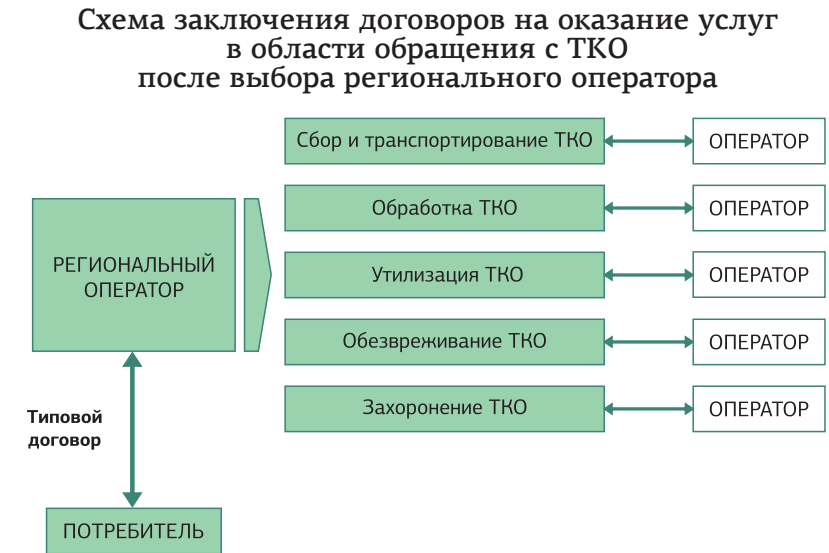 Схема заключения договоров на оказание услуг
в области обращения с ТКО
после выбора регионального оператора
Сбор и транспортирование ТКО
ОПЕРАТОР
Обработка ТКО
ОПЕРАТОР
РЕГИОНАЛЬНЫЙ
ОПЕРАТОР
Утилизация ТКО
ОПЕРАТОР
Обезвреживание ТКО
ОПЕРАТОР
Захоронение ТКО
ОПЕРАТОР
Типовой
договор
ПОТРЕБИТЕЛЬ